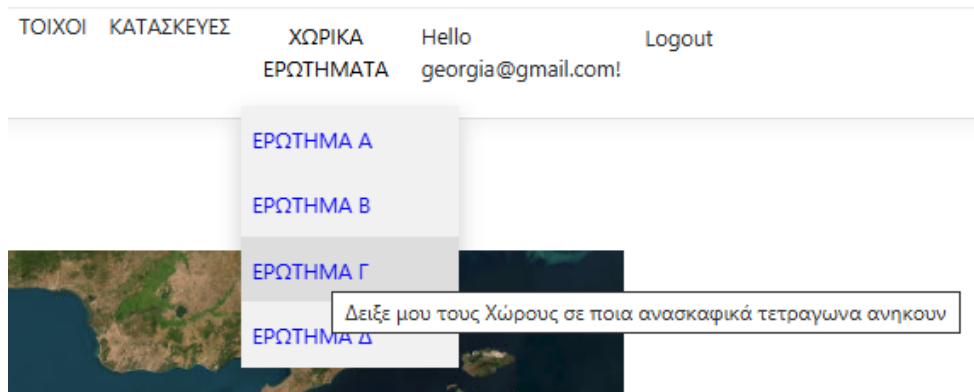 ΤΟΙΧΟΙ ΚΑΤΑΣΚΕΥΕΣ
ΧΩΡΙΚΑ
ΕΡΩΤΗΜΑΤΑ
Hello
georgia@gmail.com!
Logout
ΕΡΩΤΗΜΑ Α
ΕΡΩΤΗΜΑ Β
ΕΡΩΤΗΜΑ Γ
Δειξε μου τους Χώρους σε ποια ανασκαφικά τετραγωνα ανηκουν
ΕΡΩΤΗΜΑ Δ